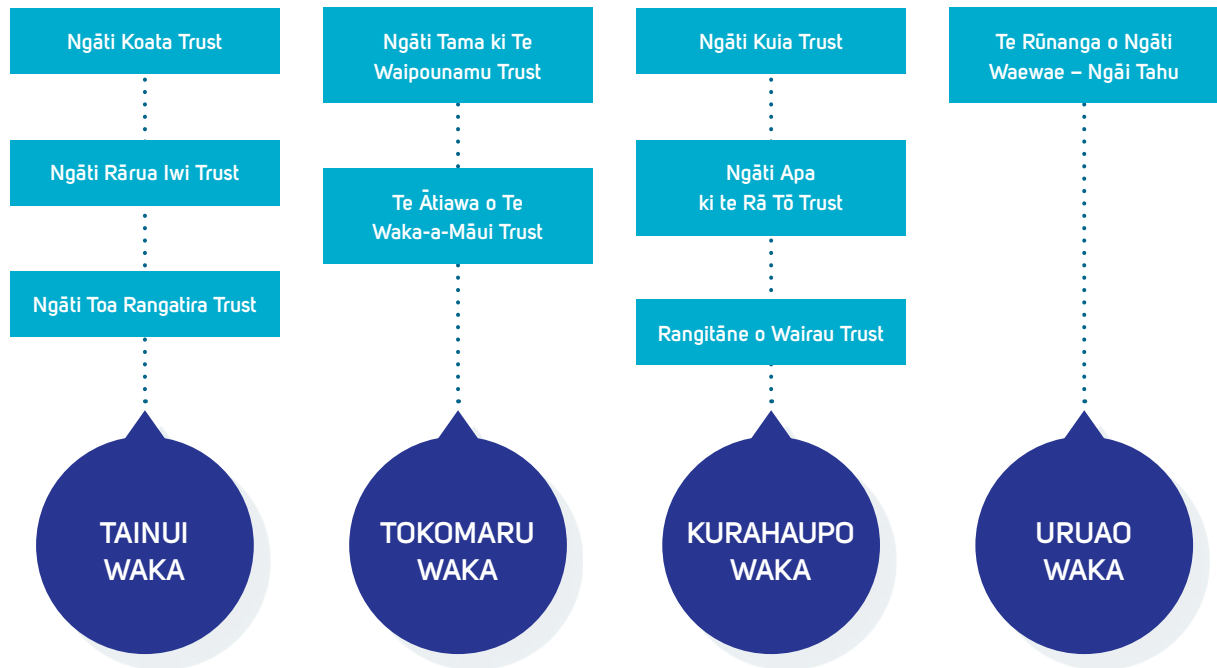 Ngāti Koata Trust
Ngāti Rārua Iwi Trust
Ngāti Toa Rangatira Trust
TAINUI
WAKA
Ngāti Tama ki Te
Waipounamu Trust
Te Ātiawa o Te
Waka-a-Māui Trust
TOKOMARU
WAKA
Ngāti Kuia Trust
Ngāti Apa
ki te Rā Tō Trust
Rangitāne o Wairau Trust
KURAHAUPO
WAKA
Te Rūnanga o Ngāti
Waewae – Ngāi Tahu
URUAO
WAKA